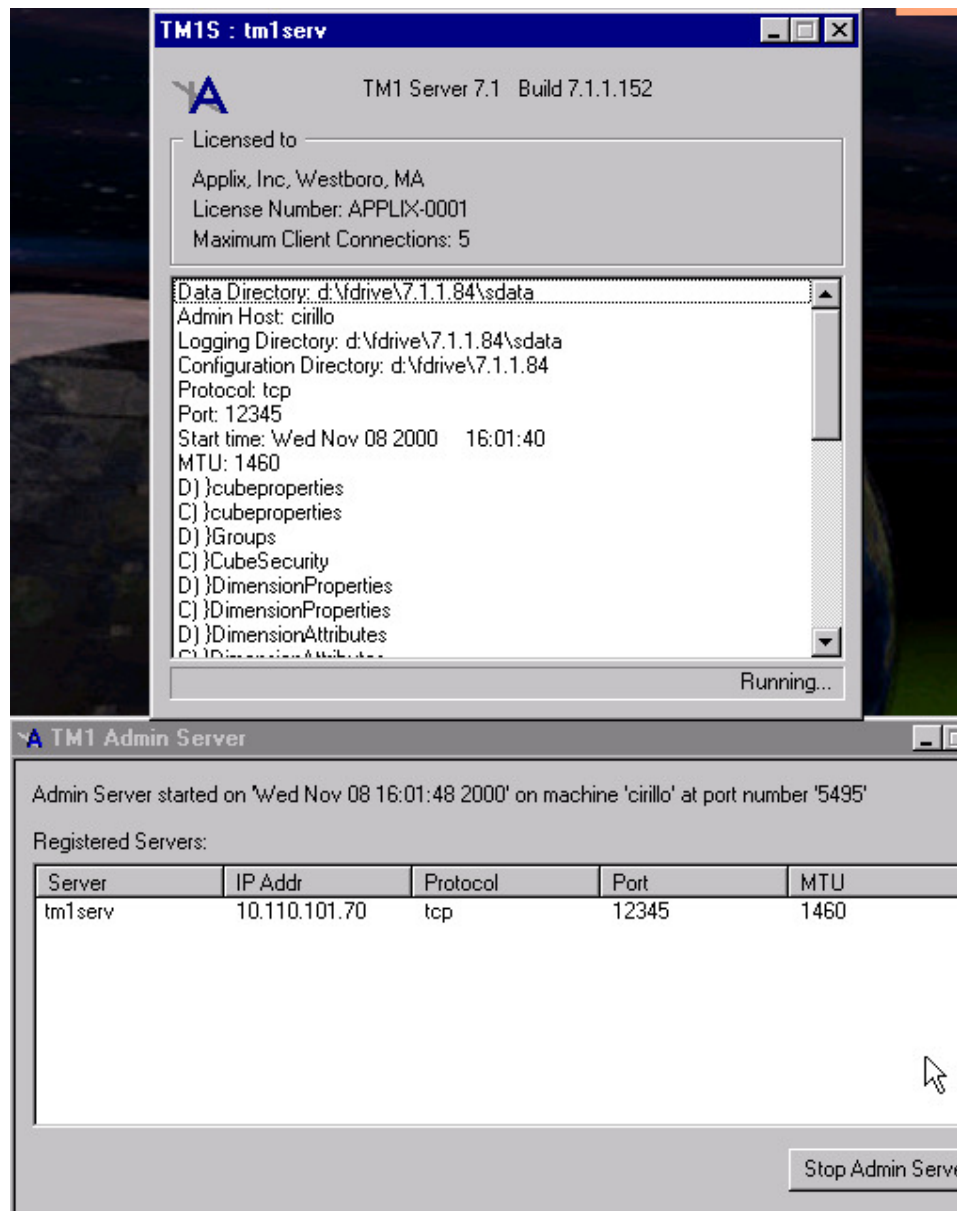 TM1S : tm1serv
TM1 Server 7.1 Build 7.1.1.152
Licensed to
Applix, Inc, Westboro, MA
License Number: APPLIX-0001
Maximum Client Connections: 5
Data Directory: d:\fdrive\7.1.1.84\sdata
Admin Host: cirillo
Logging Directory: d:\fdrive\7.1.1.84\sdata
Configuration Directory: d:\fdrive\7.1.1.84
Protocol: tcp
Port: 12345
Start time: Wed Nov 08 2000 16:01:40
MTU: 1460
D) }cubeproperties
C) }cubeproperties
D) }Groups
C) }CubeSecurity
D) }DimensionProperties
C) }DimensionProperties
D) }DimensionAttributes
C) }DimensionAttributes
Running...
TM1 Admin Server
Admin Server started on 'Wed Nov 08 16:01:48 2000' on machine 'cirillo' at port number '5495'
Registered Servers:
Server IP Addr Protocol Port MTU
tm1serv 10.110.101.70 tcp 12345 1460
Stop Admin Serve